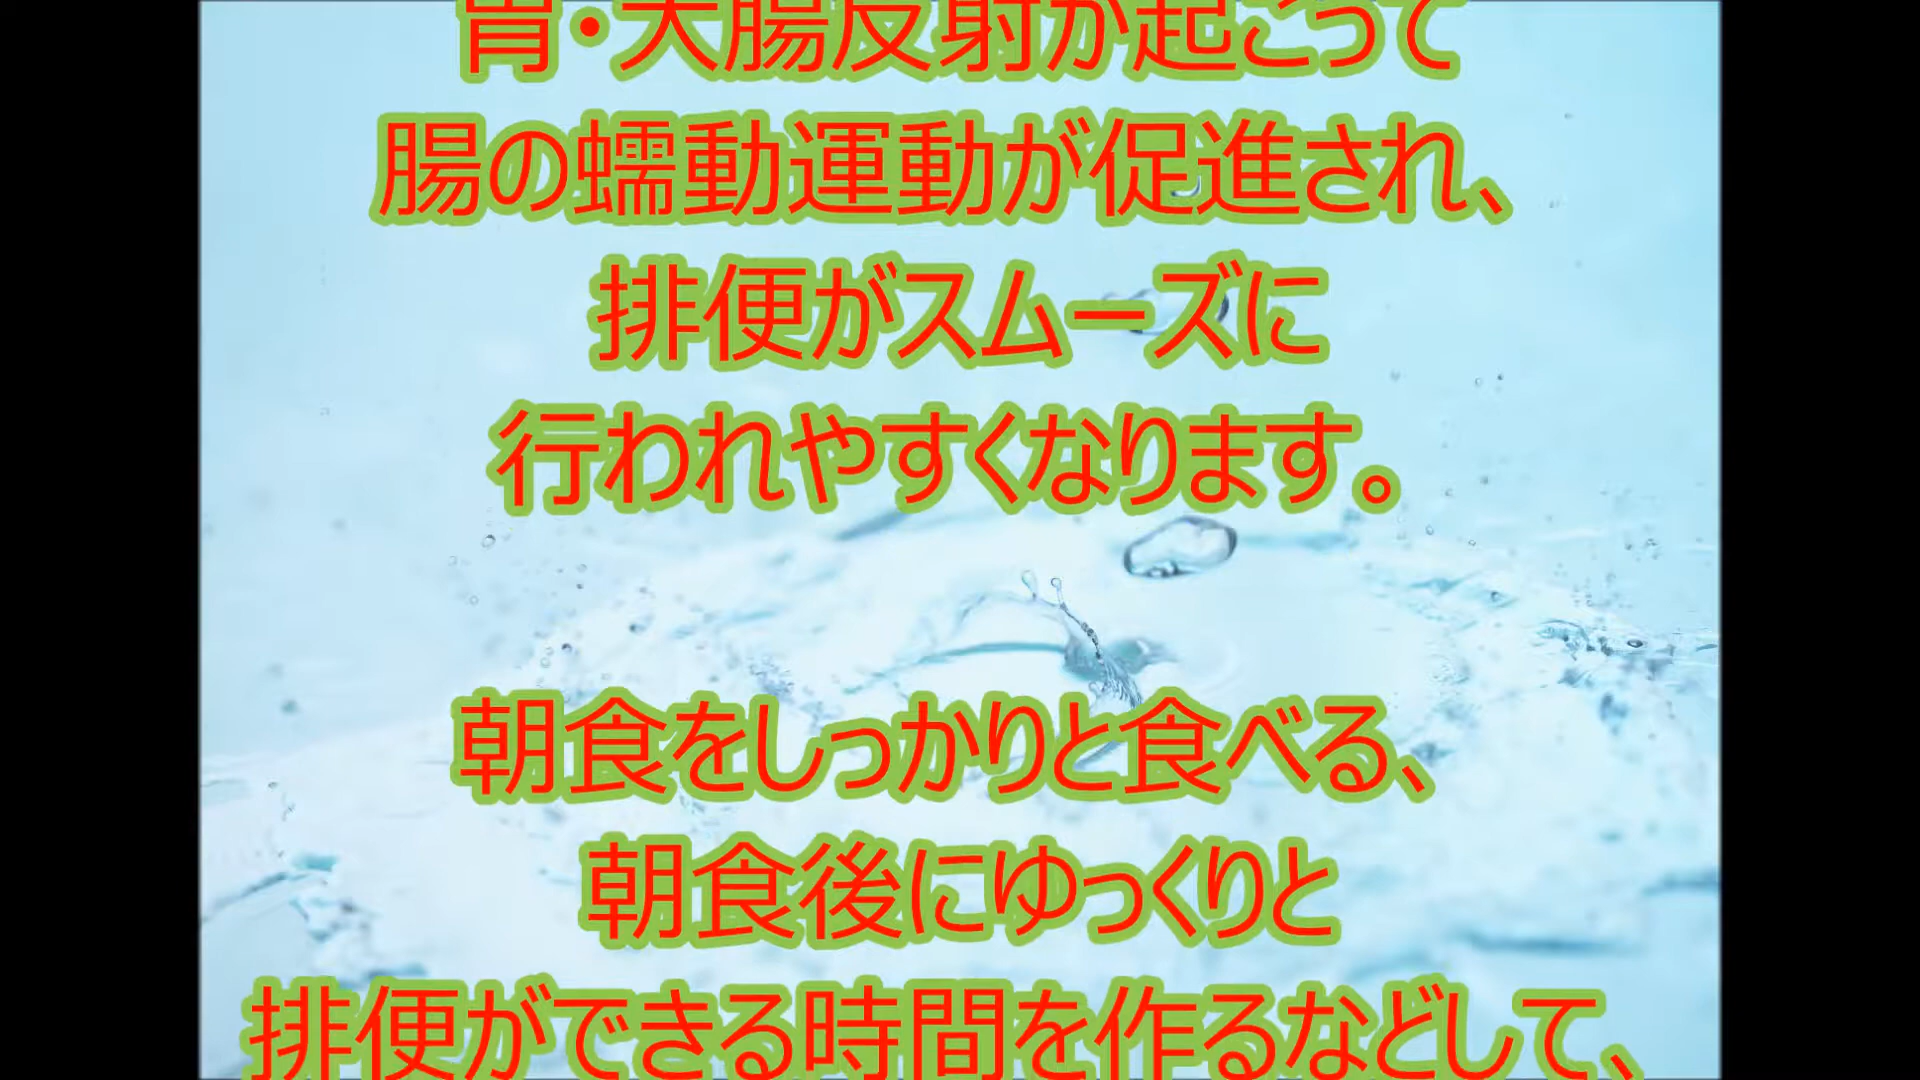 胃・大腸反射が起こって
腸の蠕動運動が促進され、
排便がスムーズに
行われやすくなります。
朝食をしっかりと食べる、
朝食後にゆっくりと
排便ができる時間を作るなどして、